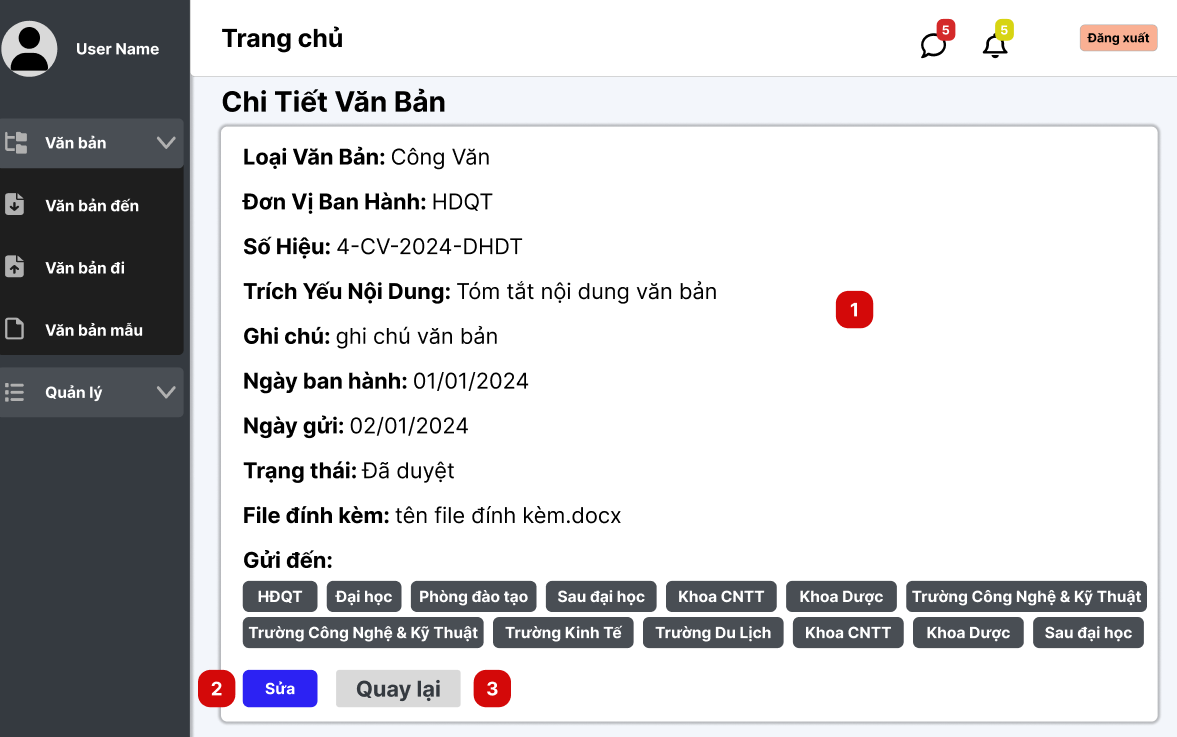 User Name
Trang chủ
5
5
Đăng xuất
Văn bản
Văn bản đến
Văn bản đi
Văn bản mẫu
Quản lý
Chi Tiết Văn Bản
Loại Văn Bản: Công Văn
Đơn Vị Ban Hành: HDQT
Số Hiệu: 4-CV-2024-DHDT
Trích Yếu Nội Dung: Tóm tắt nội dung văn bản
1
Ghi chú: ghi chú văn bản
Ngày ban hành: 01/01/2024
Ngày gửi: 02/01/2024
Trạng thái: Đã duyệt
File đính kèm: tên file đính kèm.docx
Gửi đến:
HĐQT Đại học Phòng đào tạo Sau đại học Khoa CNTT Khoa Dược Trường Công Nghệ & Kỹ Thuật
Trường Công Nghệ & Kỹ Thuật Trường Kinh Tế Trường Du Lịch Khoa CNTT Khoa Dược Sau đại học
2 Sửa Quay lại 3